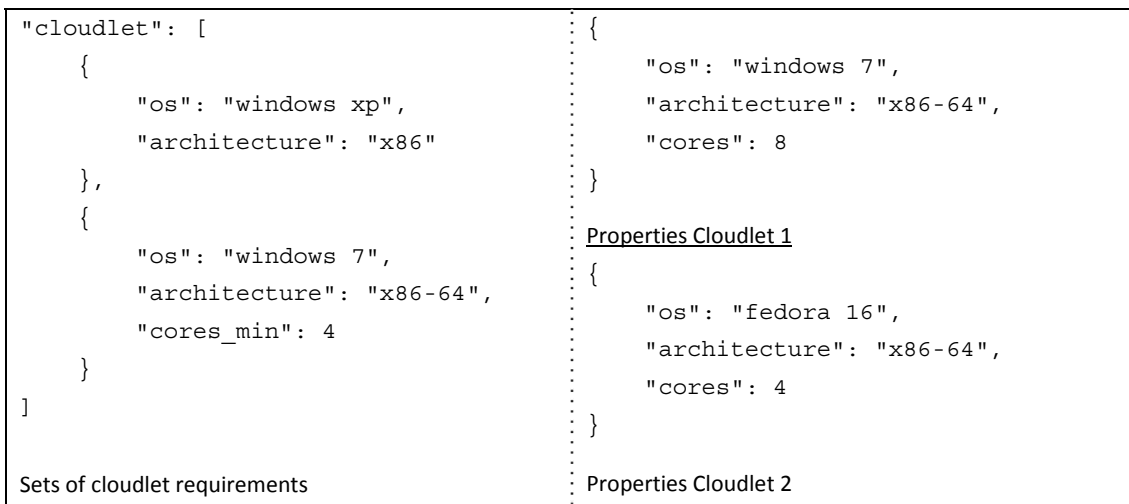 "cloudlet": [
{
"os": "windows xp",
"architecture": "x86"
},
{
"os": "windows 7",
"architecture": "x86-64",
"cores_min": 4
}
]
Sets of cloudlet requirements
{
"os": "windows 7",
"architecture": "x86-64",
"cores": 8
}
Properties Cloudlet 1
{
"os": "fedora 16",
"architecture": "x86-64",
"cores": 4
}
Properties Cloudlet 2